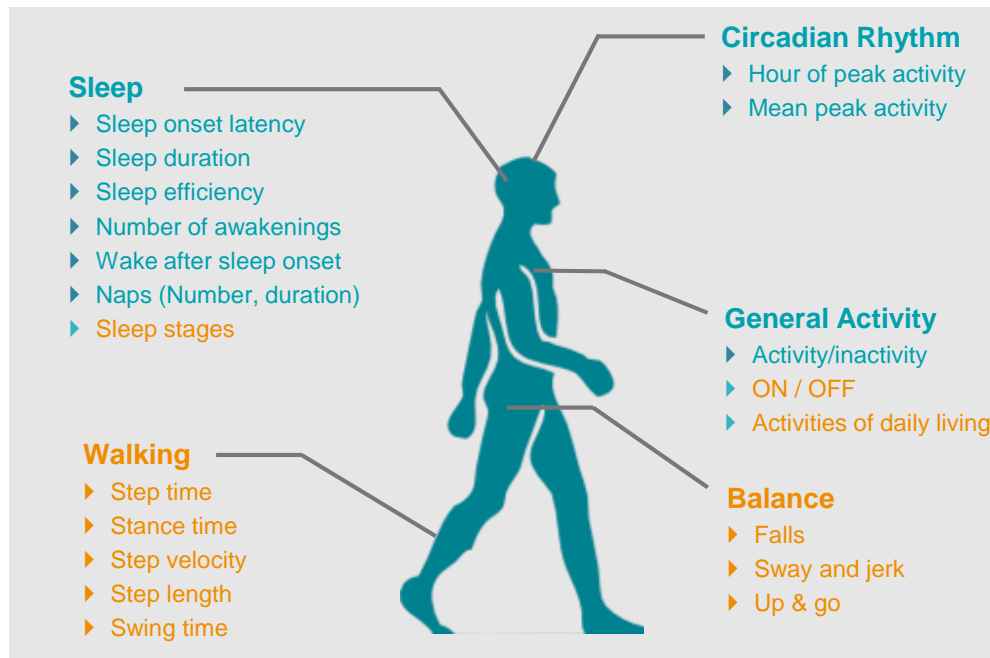 Circadian Rhythm
Hour of peak activity
Mean peak activity
Sleep
Sleep onset latency
Sleep duration
Sleep efficiency
Number of awakenings
Wake after sleep onset
Naps (Number, duration)
Sleep stages
General Activity
Activity/inactivity
ON / OFF
Activities of daily living
Walking
Step time
Stance time
Step velocity
Step length
Swing time
Balance
Falls
Sway and jerk
Up & go